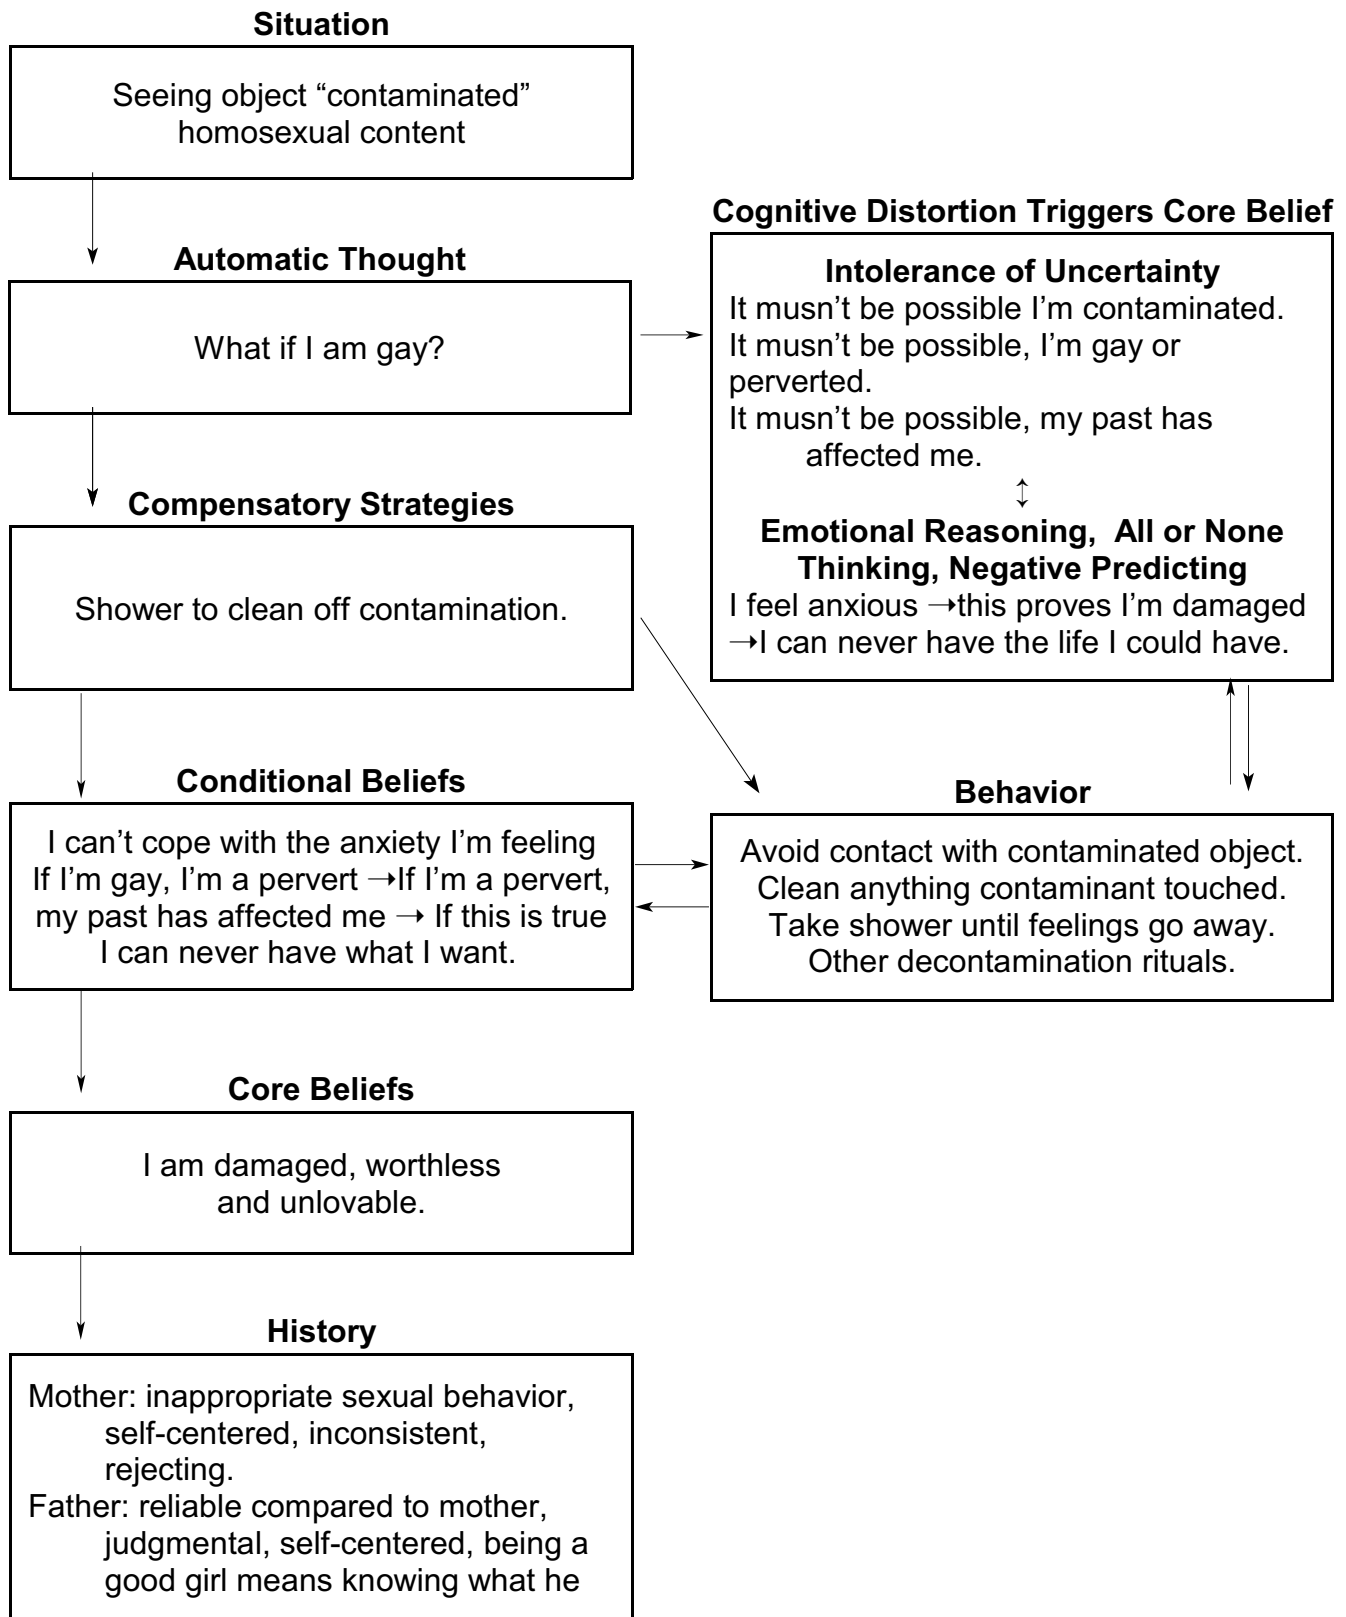 Situation
Seeing object “contaminated”
homosexual content
Automatic Thought
What if I am gay?
Compensatory Strategies
Shower to clean off contamination.
Conditional Beliefs
I can’t cope with the anxiety I’m feeling
If I’m gay, I’m a pervert →If I’m a pervert,
my past has affected me → If this is true
I can never have what I want.
Core Beliefs
I am damaged, worthless
and unlovable.
History
Mother: inappropriate sexual behavior,
self-centered, inconsistent,
rejecting.
Father: reliable compared to mother,
judgmental, self-centered, being a
good girl means knowing what he
Cognitive Distortion Triggers Core Belief
Intolerance of Uncertainty
It musn’t be possible I’m contaminated.
It musn’t be possible, I’m gay or
perverted.
It musn’t be possible, my past has
affected me.
↕
Emotional Reasoning, All or None
Thinking, Negative Predicting
I feel anxious →this proves I’m damaged
→I can never have the life I could have.
Behavior
Avoid contact with contaminated object.
Clean anything contaminant touched.
Take shower until feelings go away.
Other decontamination rituals.